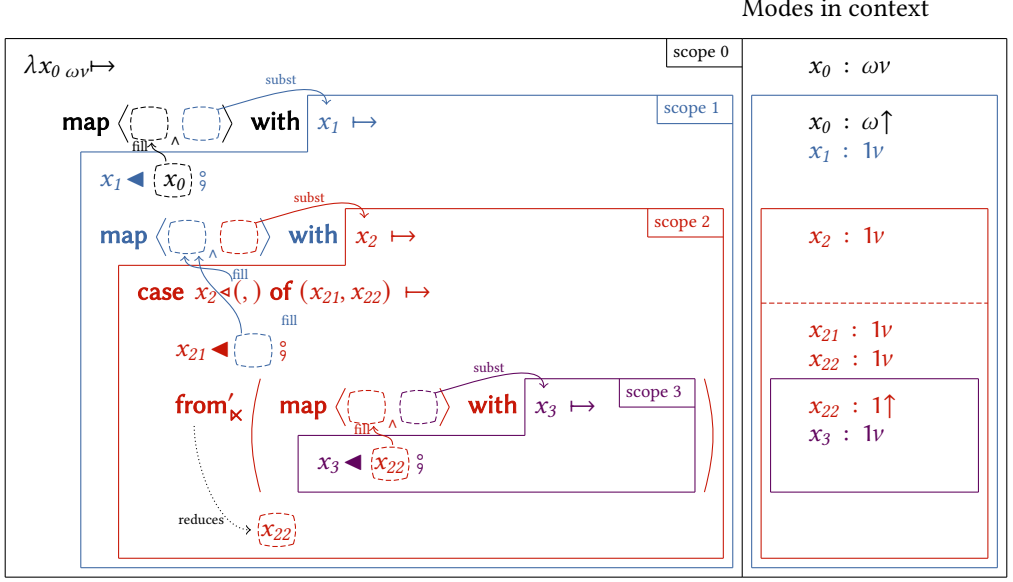 Modes in context
scope 0
λx₀ ων ↦
x₀ : ων
subst
scope 1
map ⟨ ∧ ⟩ with x₁ ↦
x₀ : ω↑
fill
x₁ : 1ν
x₁ ◀ x₀ ⨟
subst
scope 2
map ⟨ ∧ ⟩ with x₂ ↦
x₂ : 1ν
fill
case x₂ ◁ (,) of (x₂₁, x₂₂) ↦
fill
x₂₁ : 1ν
x₂₁ ◀ ⨟
x₂₂ : 1ν
subst
scope 3
from′⋉ ( map ⟨ ∧ ⟩ with x₃ ↦ )
x₂₂ : 1↑
fill
x₃ : 1ν
x₃ ◀ x₂₂ ⨟
reduces
x₂₂